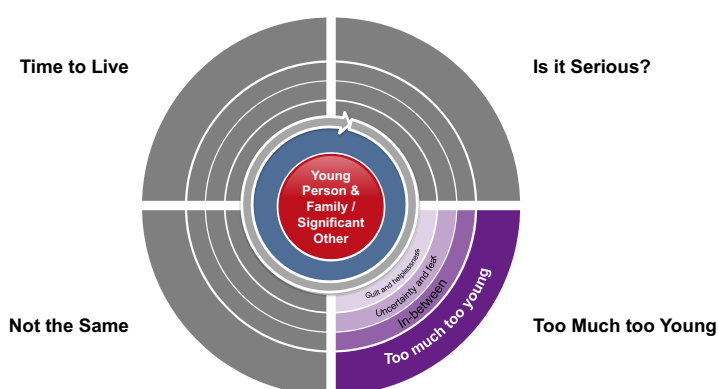 Time to Live
Is it Serious?
Young
Person &
Family /
Significant
Other
Guilt and helplessness
Uncertainty and fear
In-between
Too much too young
Not the Same
Too Much too Young